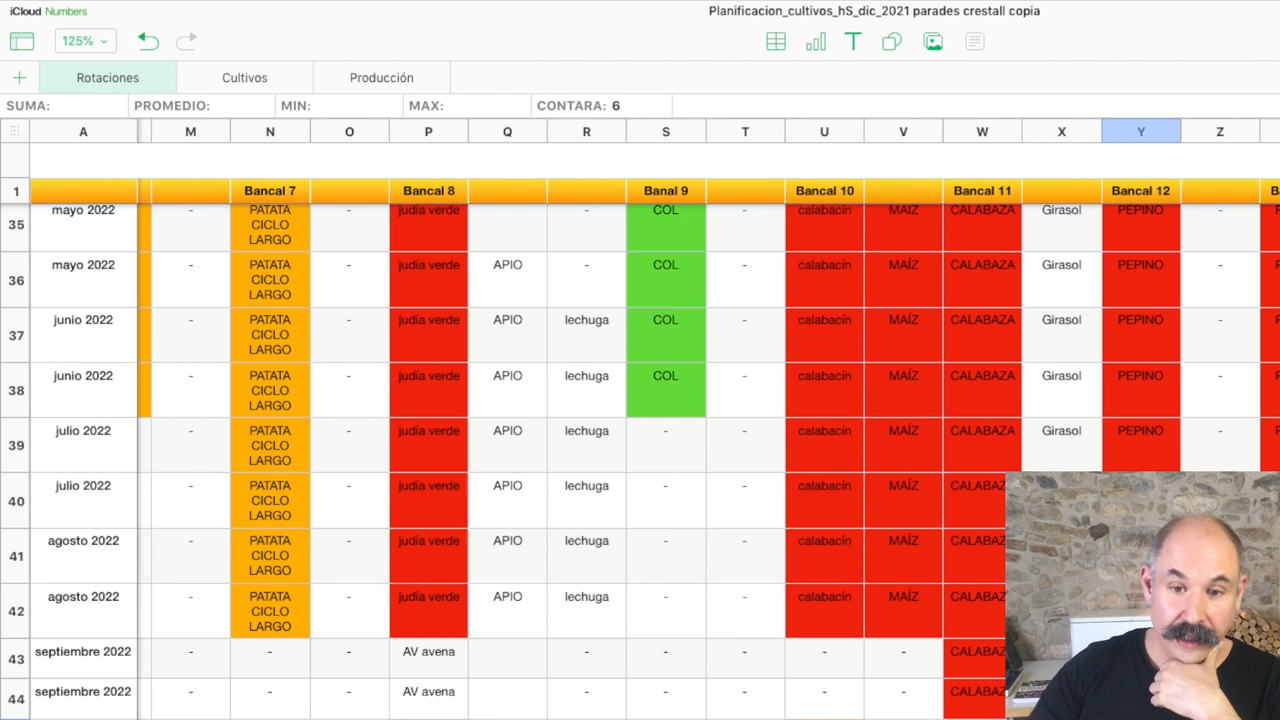 iCloud Numbers
Planificacion_cultivos_hS_dic_2021 parades crestall copia
125%
Rotaciones Cultivos Producción
SUMA: PROMEDIO: MIN: MAX: CONTARA: 6
A M N O P Q R S T U V W X Y Z
1 Bancal 7 Bancal 8 Banal 9 Bancal 10 Bancal 11 Bancal 12 B
35 mayo 2022 - PATATA CICLO LARGO - judía verde - COL - calabacín MAÍZ CALABAZA Girasol PEPINO -
36 mayo 2022 - PATATA CICLO LARGO - judía verde APIO - COL - calabacín MAÍZ CALABAZA Girasol PEPINO -
37 junio 2022 - PATATA CICLO LARGO - judía verde APIO lechuga COL - calabacín MAÍZ CALABAZA Girasol PEPINO -
38 junio 2022 - PATATA CICLO LARGO - judía verde APIO lechuga COL - calabacín MAÍZ CALABAZA Girasol PEPINO -
39 julio 2022 - PATATA CICLO LARGO - judía verde APIO lechuga - - calabacín MAÍZ CALABAZA Girasol PEPINO -
40 julio 2022 - PATATA CICLO LARGO - judía verde APIO lechuga - - calabacín MAÍZ CALABAZ
41 agosto 2022 - PATATA CICLO LARGO - judía verde APIO lechuga - - calabacín MAÍZ CALABAZ
42 agosto 2022 - PATATA CICLO LARGO - judía verde APIO lechuga - - calabacín MAÍZ CALABAZ
43 septiembre 2022 - - - AV avena - - - - - CALABAZ
44 septiembre 2022 - - - AV avena - - - - - CALABAZ